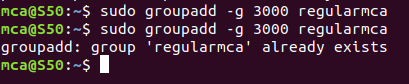 mca@S50:~$ sudo groupadd -g 3000 regularmca
mca@S50:~$ sudo groupadd -g 3000 regularmca
groupadd: group 'regularmca' already exists
mca@S50:~$